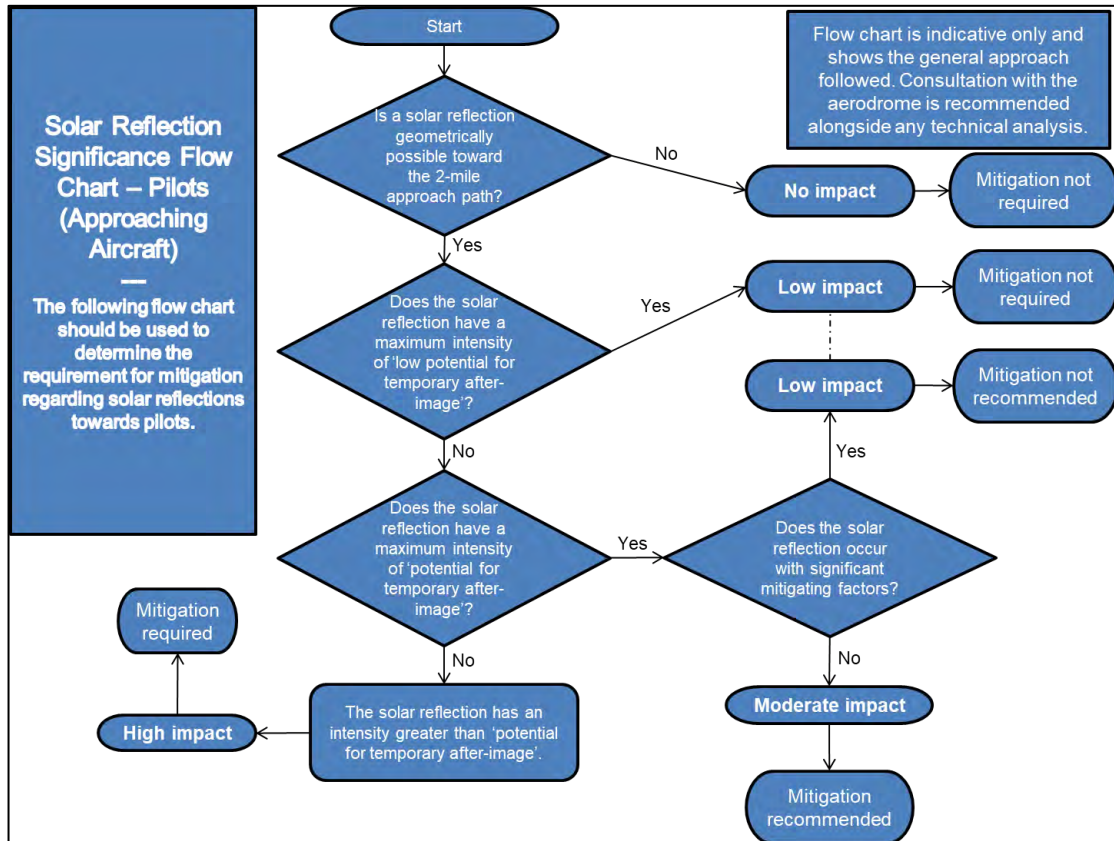 Solar Reflection
Significance Flow
Chart – Pilots
(Approaching
Aircraft)
—
The following flow chart
should be used to
determine the
requirement for mitigation
regarding solar reflections
towards pilots.
Start
Flow chart is indicative only and
shows the general approach
followed. Consultation with the
aerodrome is recommended
alongside any technical analysis.
Is a solar reflection
geometrically
possible toward
the 2-mile
approach path?
No
No impact
Mitigation not
required
Yes
Does the solar
reflection have a
maximum intensity
of ‘low potential for
temporary after-
image’?
Yes
Low impact
Mitigation not
required
Low impact
Mitigation not
recommended
No
Yes
Does the solar
reflection have a
maximum intensity
of ‘potential for
temporary after-
image’?
Yes
Does the solar
reflection occur
with significant
mitigating factors?
No
No
Mitigation
required
High impact
The solar reflection has an
intensity greater than ‘potential
for temporary after-image’.
Moderate impact
Mitigation
recommended